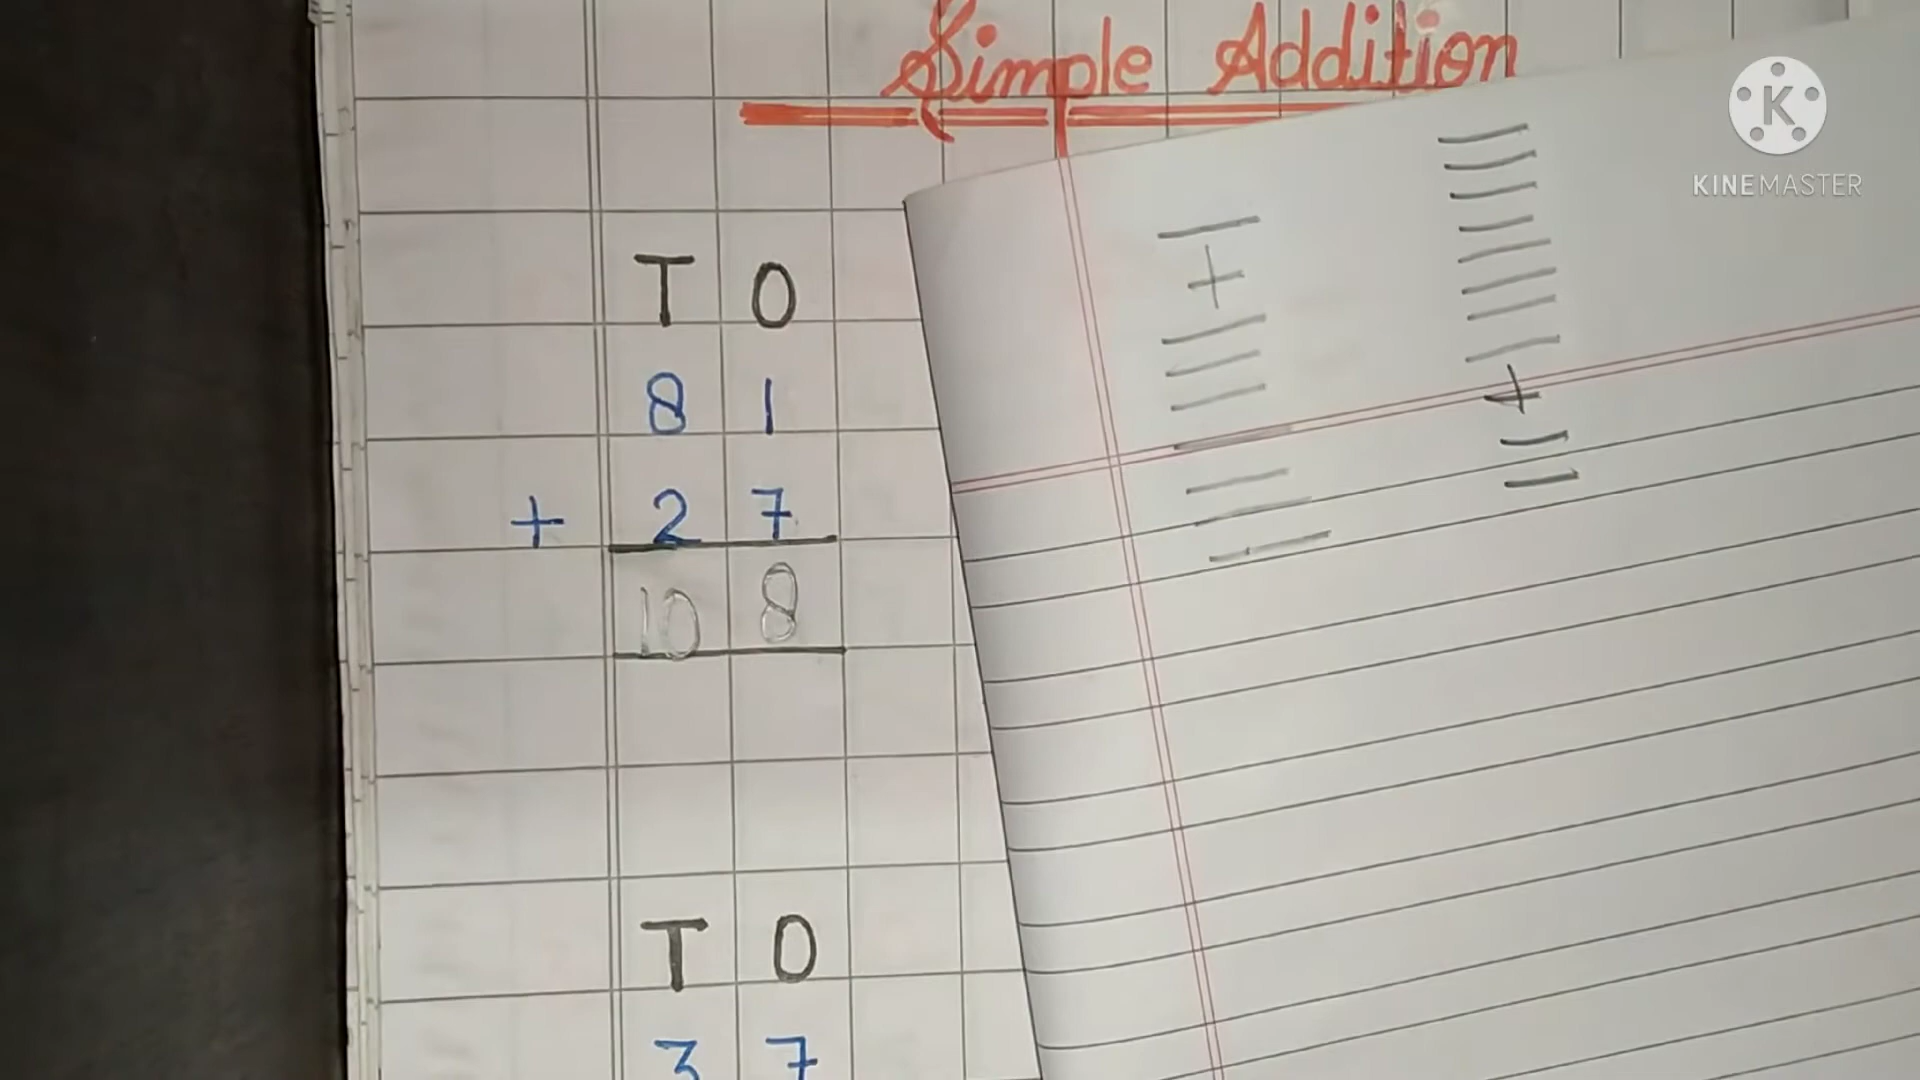 Simple Addition
KINEMASTER
T O
8 1
+ 2 7
10 8
T O
3 7